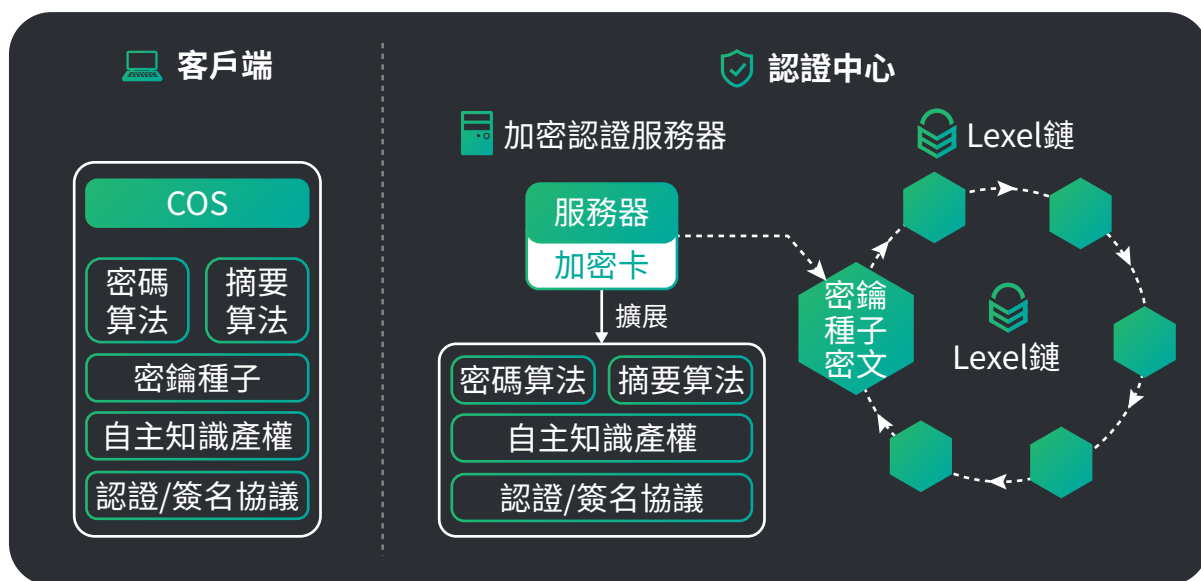 客戶端
COS
密碼
算法
摘要
算法
密鑰種子
自主知識產權
認證/簽名協議
認證中心
加密認證服務器
服務器
加密卡
擴展
密碼算法
摘要算法
自主知識產權
認證/簽名協議
Lexel鏈
密鑰
種子
密文
Lexel鏈